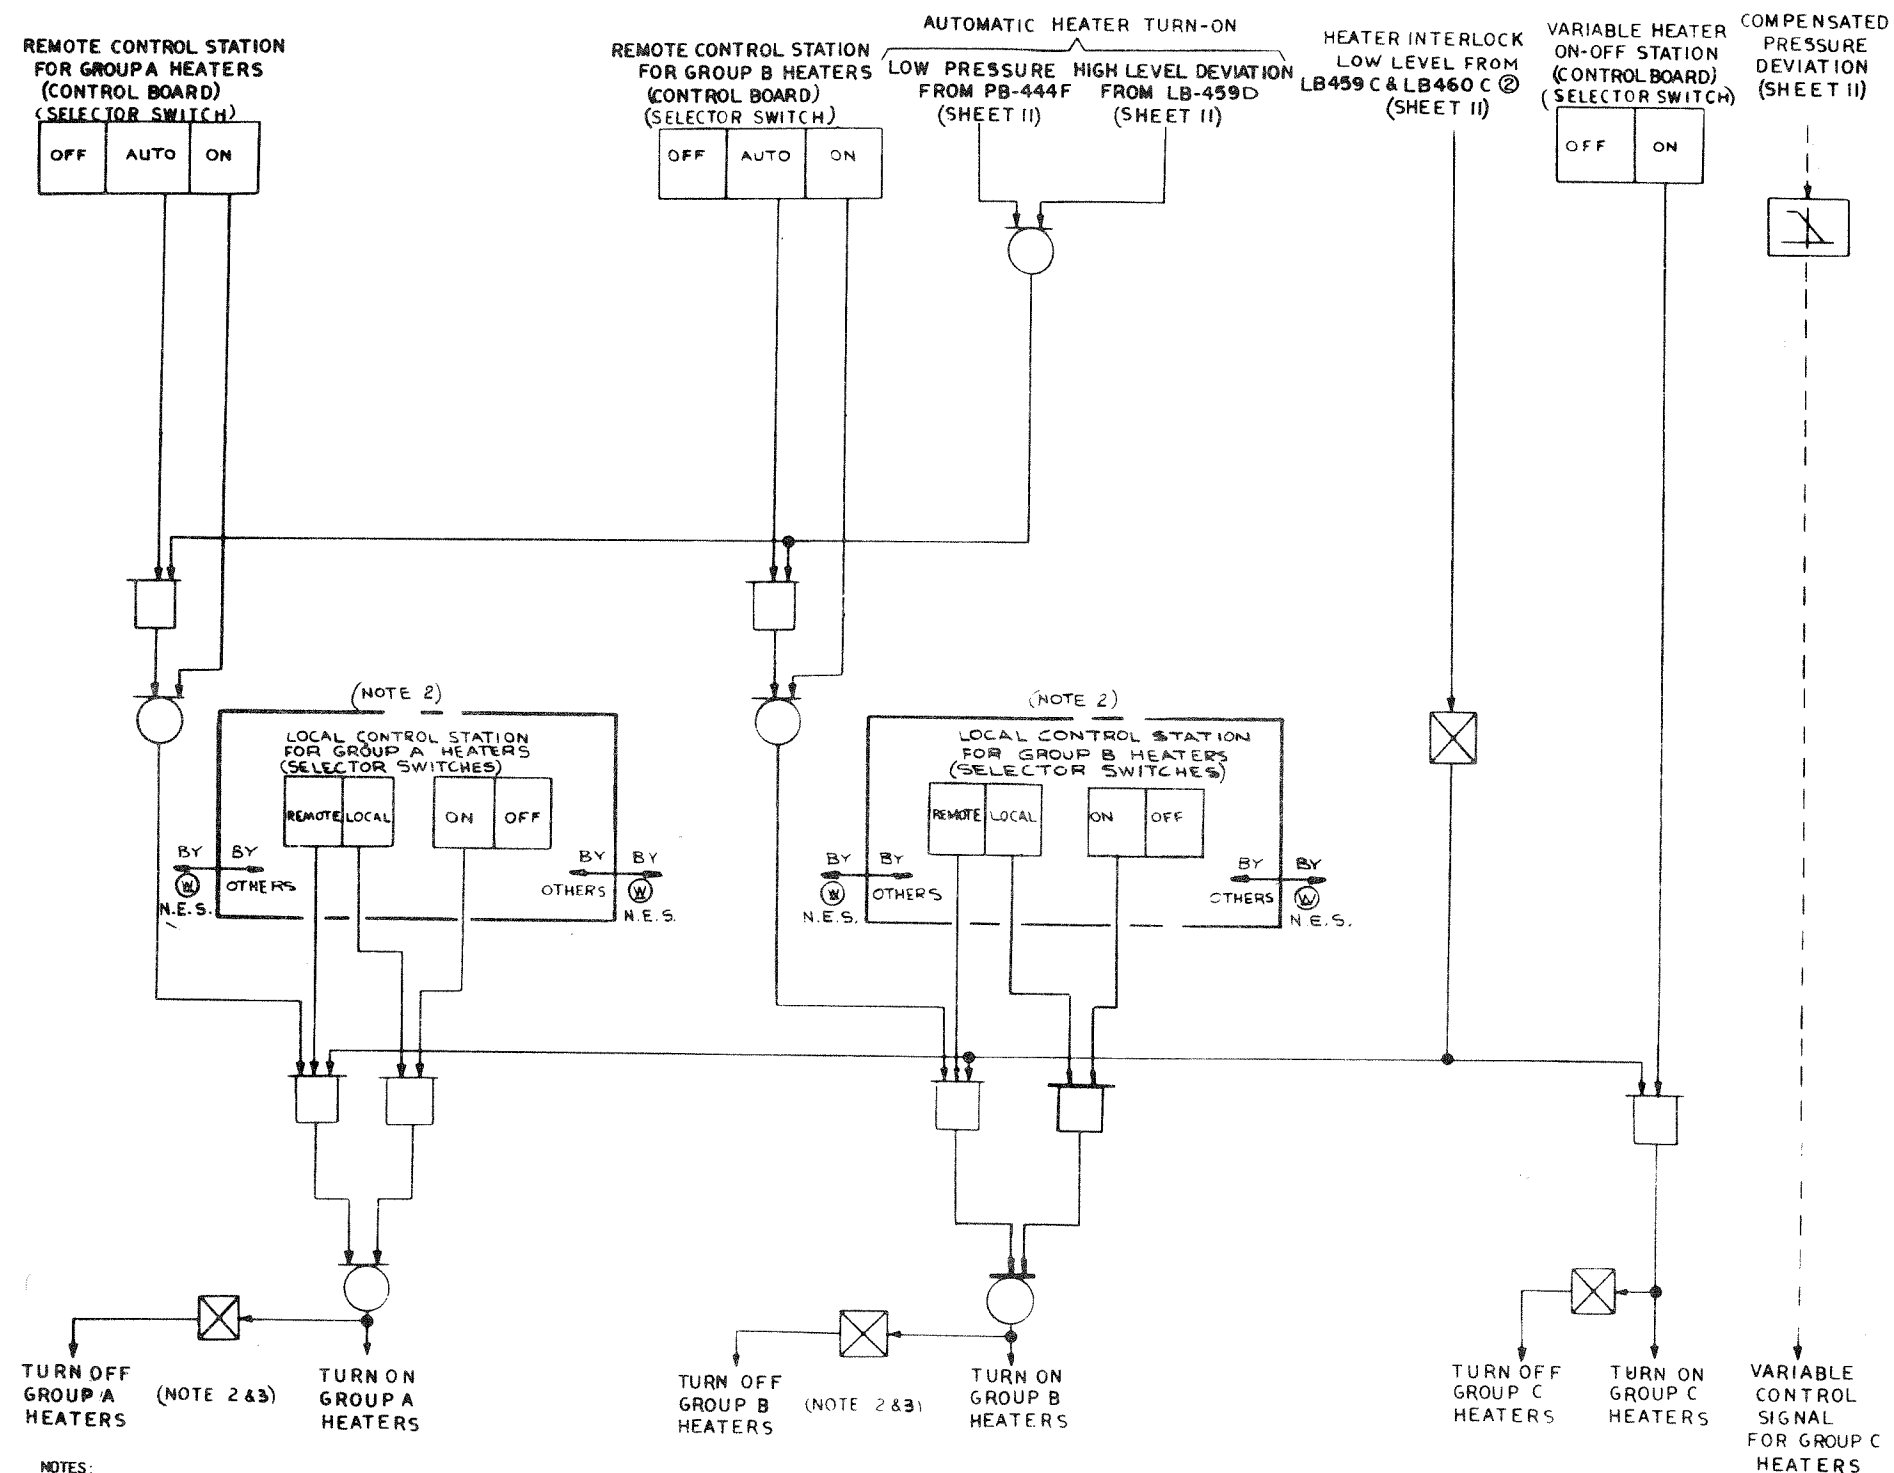 REMOTE CONTROL STATION
FOR GROUP A HEATERS
(CONTROL BOARD)
(SELECTOR SWITCH)
OFF AUTO ON
REMOTE CONTROL STATION
FOR GROUP B HEATERS
(CONTROL BOARD)
(SELECTOR SWITCH)
OFF AUTO ON
AUTOMATIC HEATER TURN-ON
LOW PRESSURE
FROM PB-444F
(SHEET 11)
HIGH LEVEL DEVIATION
FROM LB-459D
(SHEET 11)
HEATER INTERLOCK
LOW LEVEL FROM
LB459C & LB460C ②
(SHEET 11)
VARIABLE HEATER
ON-OFF STATION
(CONTROL BOARD)
(SELECTOR SWITCH)
OFF ON
COMPENSATED
PRESSURE
DEVIATION
(SHEET 11)
(NOTE 2)
LOCAL CONTROL STATION
FOR GROUP A HEATERS
(SELECTOR SWITCHES)
REMOTE LOCAL ON OFF
BY BY
W OTHERS
N.E.S.
BY BY
OTHERS W
N.E.S.
(NOTE 2)
LOCAL CONTROL STATION
FOR GROUP B HEATERS
(SELECTOR SWITCHES)
REMOTE LOCAL ON OFF
BY BY
W OTHERS
N.E.S.
BY BY
OTHERS W
N.E.S.
TURN OFF
GROUP A
HEATERS
(NOTE 2&3)
TURN ON
GROUP A
HEATERS
TURN OFF
GROUP B
HEATERS
(NOTE 2&3)
TURN ON
GROUP B
HEATERS
TURN OFF
GROUP C
HEATERS
TURN ON
GROUP C
HEATERS
VARIABLE
CONTROL
SIGNAL
FOR GROUP C
HEATERS
NOTES: